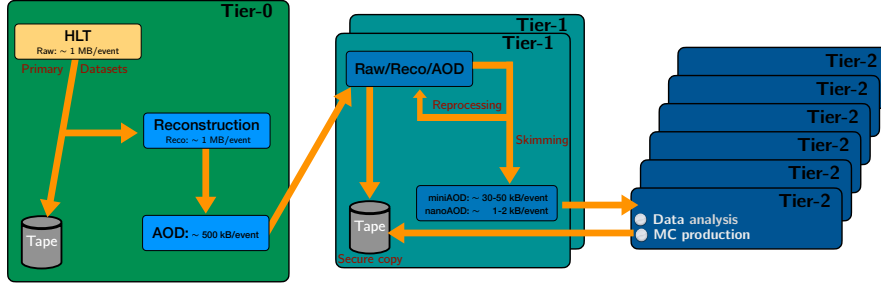 Tier-0
HLT
Raw: ~ 1 MB/event
Primary Datasets
Reconstruction
Reco: ~ 1 MB/event
AOD: ~ 500 kB/event
Tape
Tier-1
Tier-1
Raw/Reco/AOD
Reprocessing
Skimming
miniAOD: ~ 30-50 kB/event
nanoAOD: ~ 1-2 kB/event
Tape
Secure copy
Tier-2
Tier-2
Tier-2
Tier-2
Tier-2
Tier-2
Data analysis
MC production